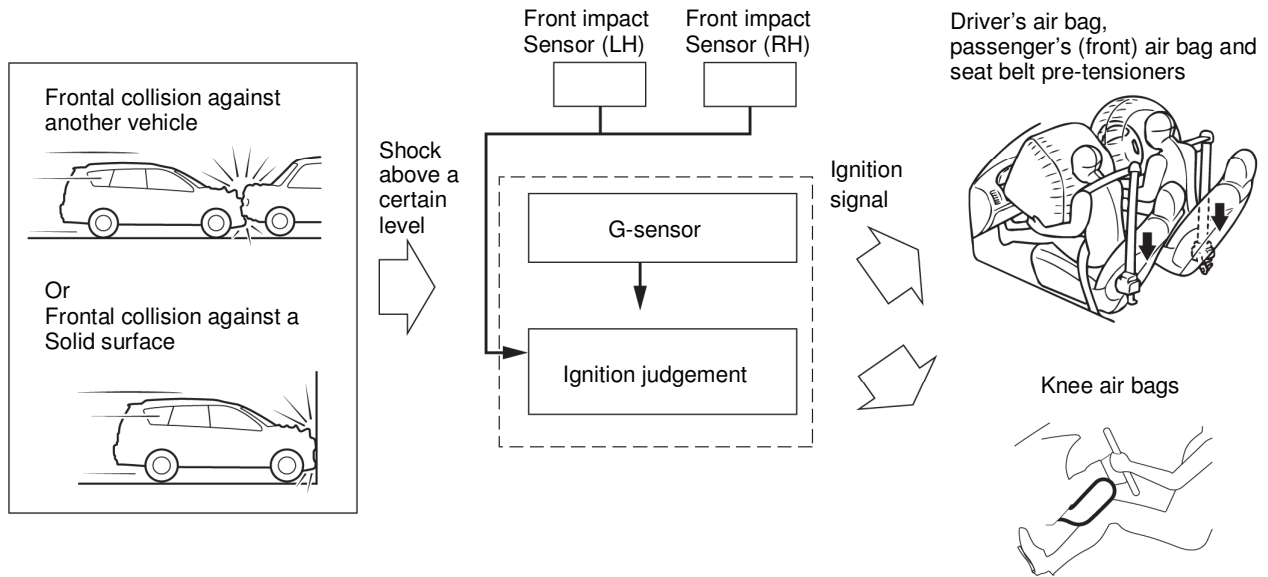 Frontal collision against
another vehicle
Or
Frontal collision against a
Solid surface
Shock
above a
certain
level
Front impact
Sensor (LH)
Front impact
Sensor (RH)
G-sensor
Ignition judgement
Ignition
signal
Driver’s air bag,
passenger’s (front) air bag and
seat belt pre-tensioners
Knee air bags